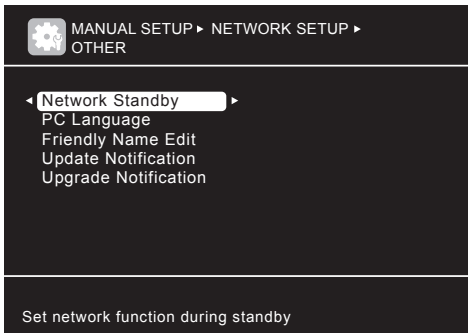 MANUAL SETUP ▸ NETWORK SETUP ▸
OTHER
◂ Network Standby ▸
PC Language
Friendly Name Edit
Update Notification
Upgrade Notification
Set network function during standby